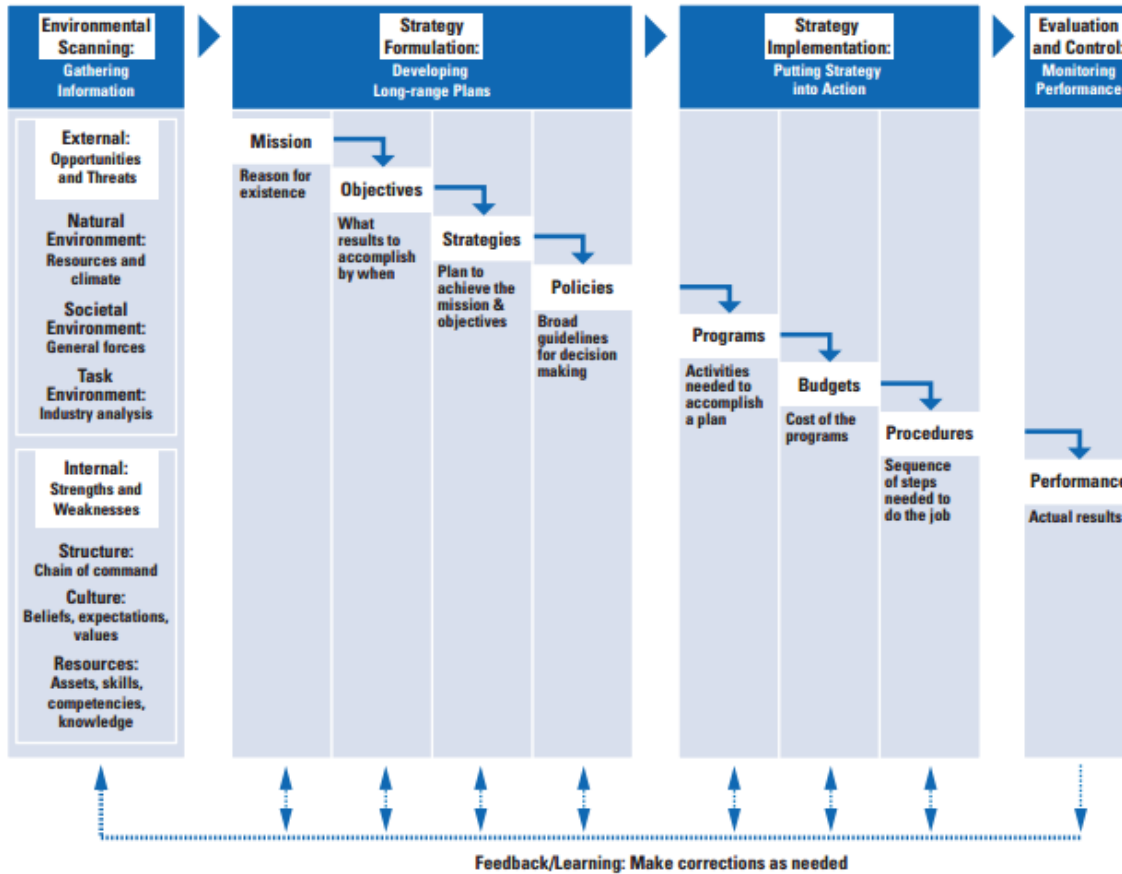 Environmental
Scanning:
Gathering
Information
External:
Opportunities
and Threats
Natural
Environment:
Resources and
climate
Societal
Environment:
General forces
Task
Environment:
Industry analysis
Internal:
Strengths and
Weaknesses
Structure:
Chain of command
Culture:
Beliefs, expectations,
values
Resources:
Assets, skills,
competencies,
knowledge
Strategy
Formulation:
Developing
Long-range Plans
Mission
Reason for
existence
Objectives
What
results to
accomplish
by when
Strategies
Plan to
achieve the
mission &
objectives
Policies
Broad
guidelines
for decision
making
Strategy
Implementation:
Putting Strategy
into Action
Programs
Activities
needed to
accomplish
a plan
Budgets
Cost of the
programs
Procedures
Sequence
of steps
needed to
do the job
Evaluation
and Control:
Monitoring
Performance
Performance
Actual results
Feedback/Learning: Make corrections as needed